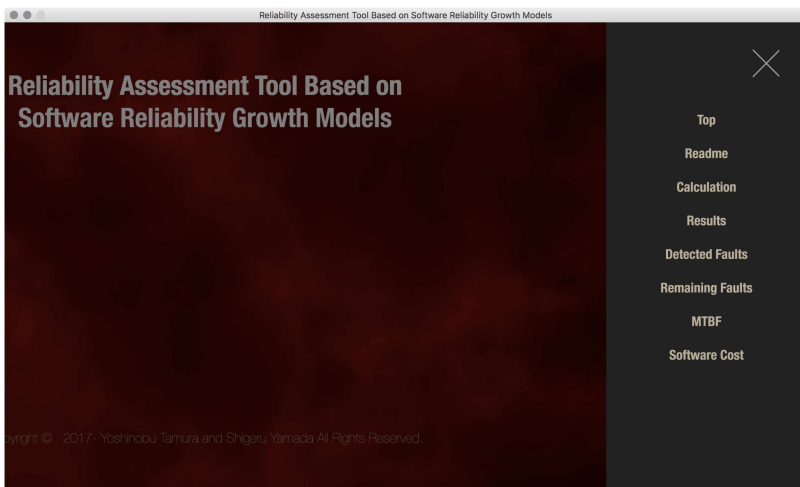 Reliability Assessment Tool Based on Software Reliability Growth Models
Reliability Assessment Tool Based on
Software Reliability Growth Models
Top
Readme
Calculation
Results
Detected Faults
Remaining Faults
MTBF
Software Cost
pyright © 2017- Yoshinobu Tamura and Shigeru Yamada All Rights Reserved.